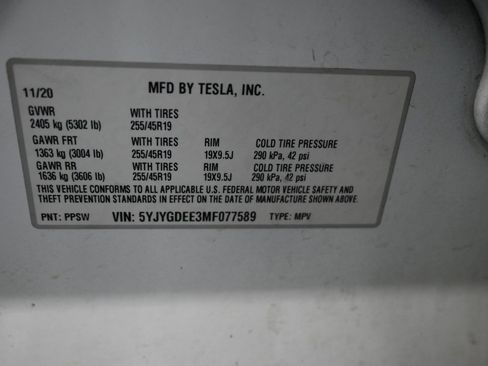 11/20 MFD BY TESLA, INC.
GVWR WITH TIRES
2405 kg (5302 lb) 255/45R19
GAWR FRT WITH TIRES RIM COLD TIRE PRESSURE
1363 kg (3004 lb) 255/45R19 19X9.5J 290 kPa, 42 psi
GAWR RR WITH TIRES RIM COLD TIRE PRESSURE
1636 kg (3606 lb) 255/45R19 19X9.5J 290 kPa, 42 psi
THIS VEHICLE CONFORMS TO ALL APPLICABLE U.S. FEDERAL MOTOR VEHICLE SAFETY AND
THEFT PREVENTION STANDARDS IN EFFECT ON THE DATE OF MANUFACTURE SHOWN ABOVE.
PNT: PPSW VIN: 5YJYGDEE3MF077589 TYPE: MPV